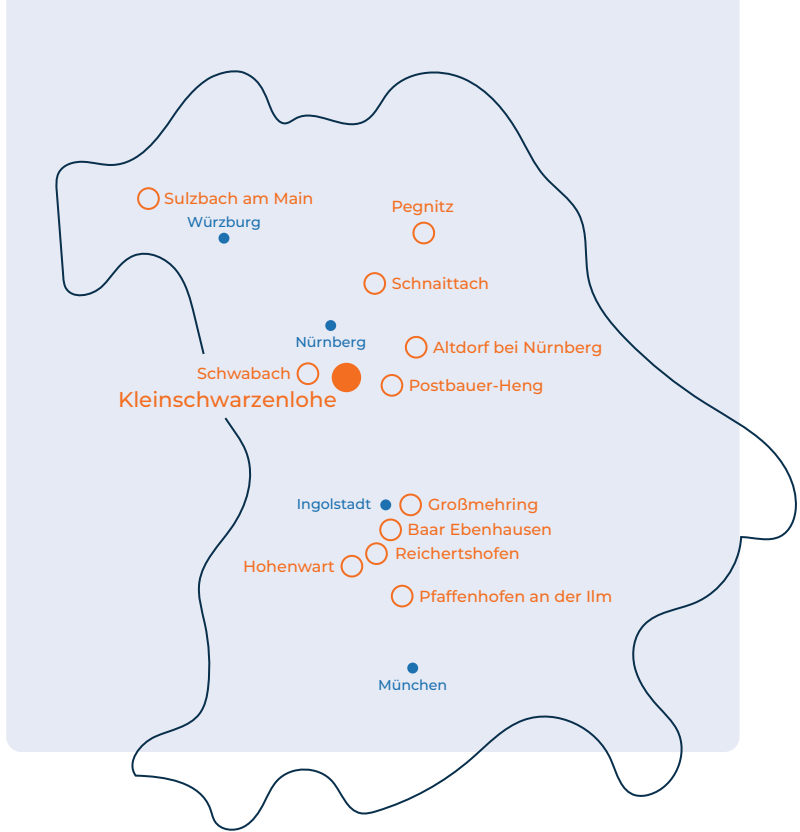 Sulzbach am Main
Pegnitz
Würzburg
Schnaittach
Nürnberg
Altdorf bei Nürnberg
Schwabach
Postbauer-Heng
Kleinschwarzenlohe
Ingolstadt
Großmehring
Baar Ebenhausen
Reichertshofen
Hohenwart
Pfaffenhofen an der Ilm
München